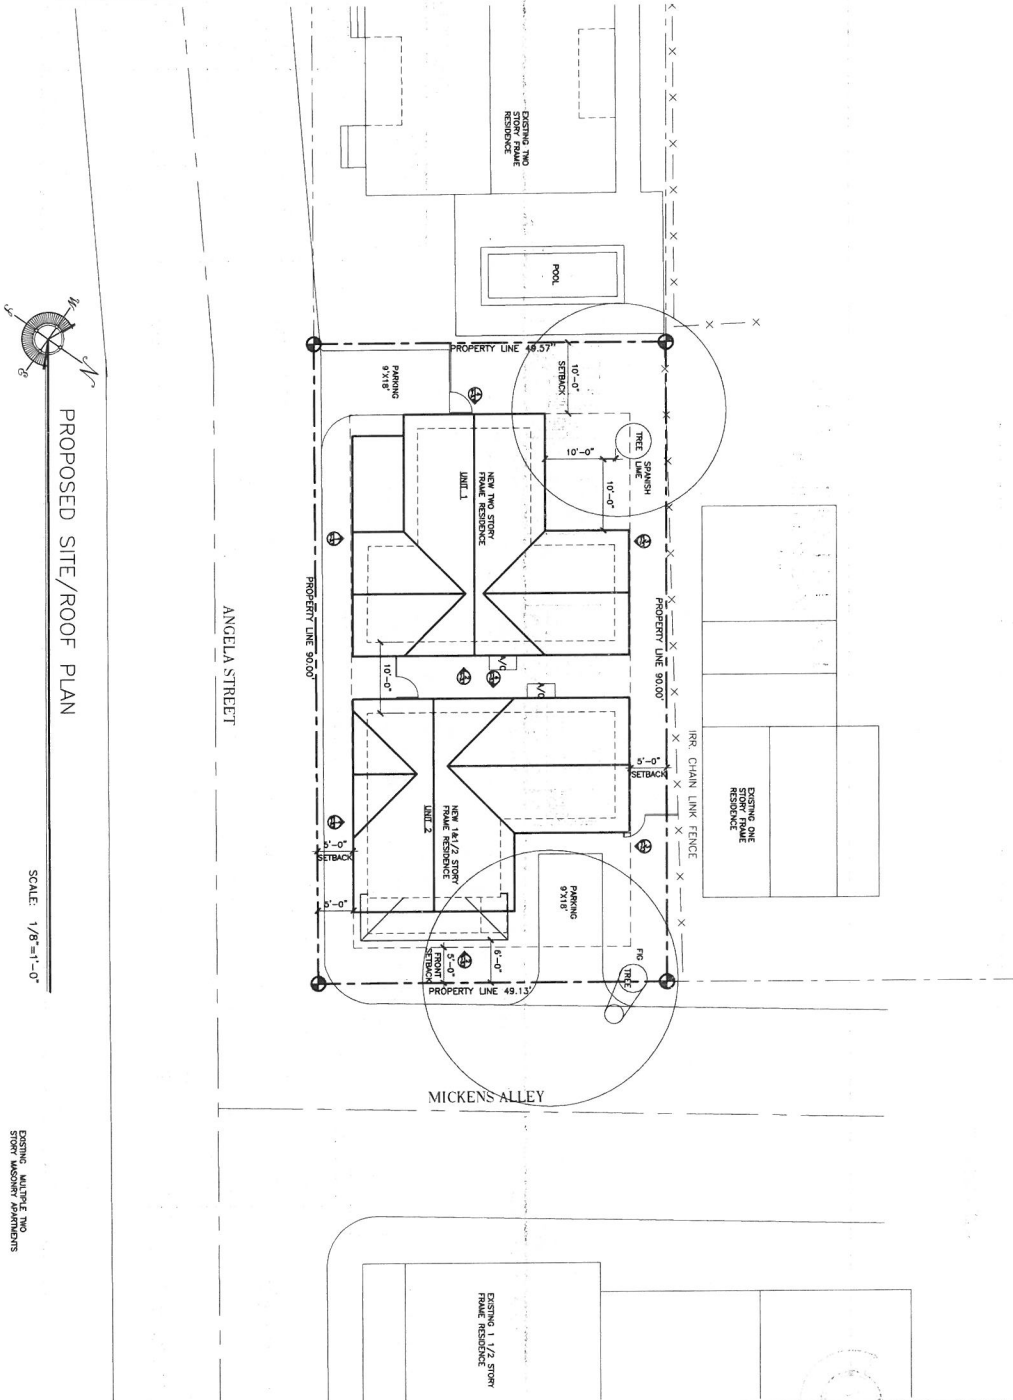 EXISTING TWO
STORY FRAME
RESIDENCE
POOL
PROPERTY LINE 49.57'
PARKING
9'X18'
10'-0"
SETBACK
TREE
SPANISH
LIME
10'-0"
10'-0"
NEW TWO STORY
FRAME RESIDENCE
UNIT 1
PROPERTY LINE 90.00'
PROPERTY LINE 90.00'
A/C
A/C
10'-0"
ANGELA STREET
IRR. CHAIN LINK FENCE
5'-0"
SETBACK
EXISTING ONE
STORY FRAME
RESIDENCE
NEW 1&1/2 STORY
FRAME RESIDENCE
UNIT 2
5'-0"
SETBACK
5'-0"
PARKING
9'X18'
FIG
TREE
6'-0"
5'-0"
FRONT
SETBACK
PROPERTY LINE 49.13'
MICKENS ALLEY
EXISTING 1 1/2 STORY
FRAME RESIDENCE
N
W
S
E
PROPOSED SITE/ROOF PLAN
SCALE: 1/8"=1'-0"
EXISTING MULTIPLE TWO
STORY MASONRY APARTMENTS